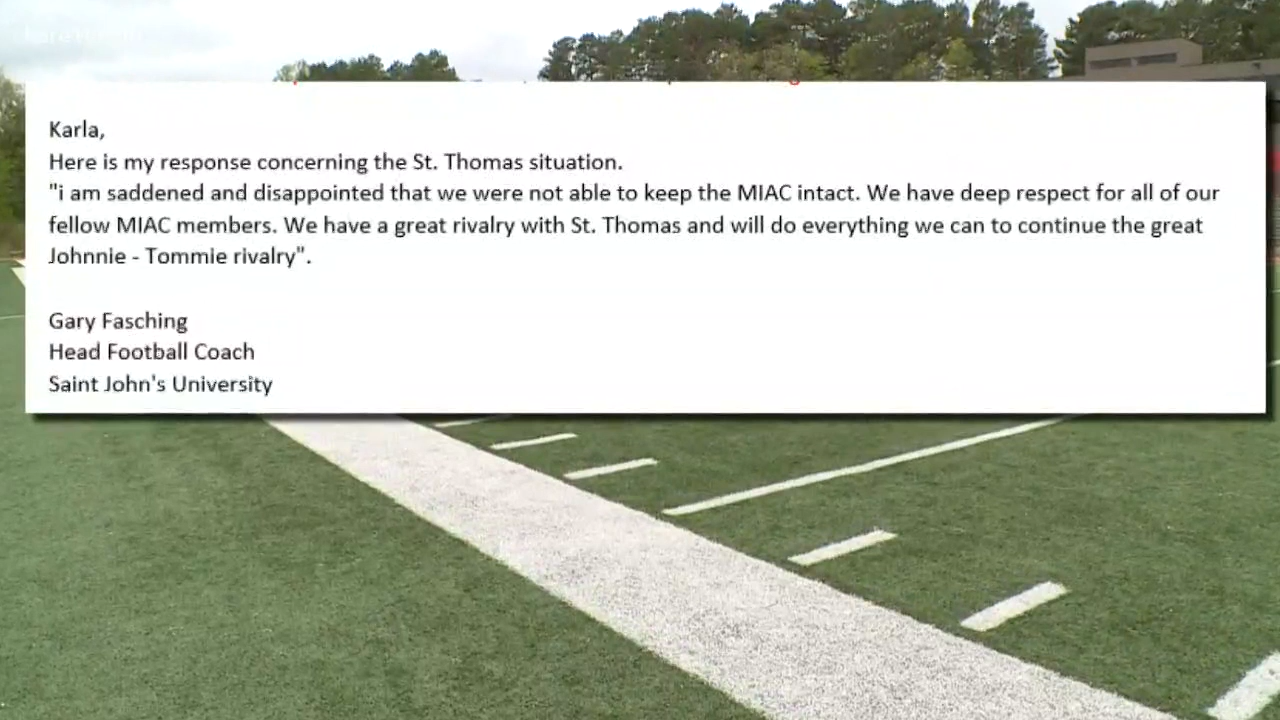 Karla,
Here is my response concerning the St. Thomas situation.
"i am saddened and disappointed that we were not able to keep the MIAC intact. We have deep respect for all of our
fellow MIAC members. We have a great rivalry with St. Thomas and will do everything we can to continue the great
Johnnie - Tommie rivalry".
Gary Fasching
Head Football Coach
Saint John's University